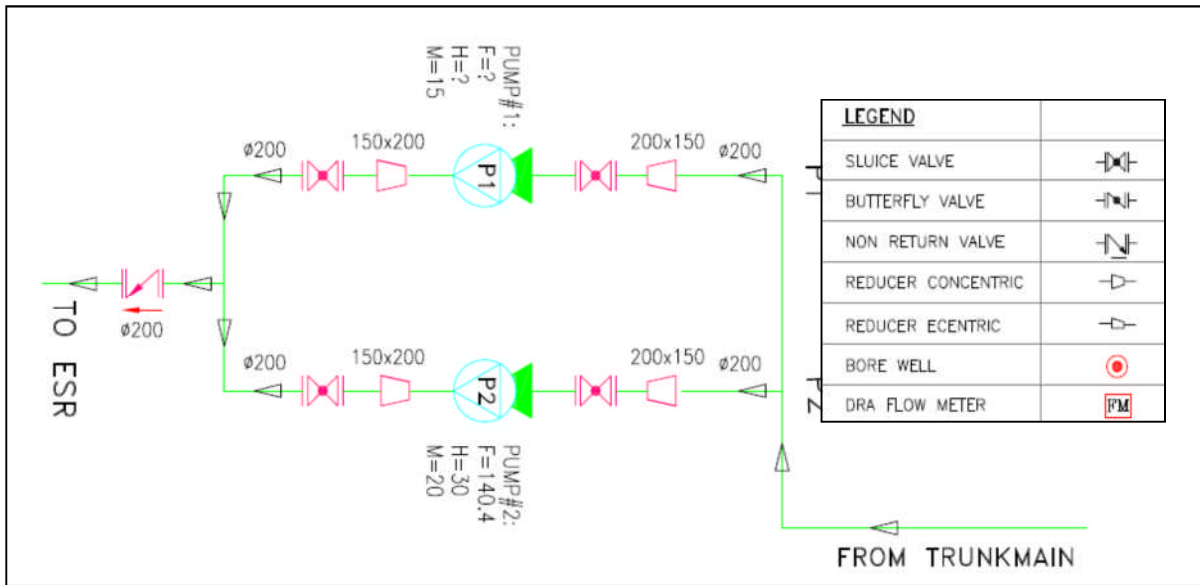 PUMP#1:
F=?
H=?
M=15
ø200
150x200
P1
200x150
ø200
ø200
TO ESR
ø200
150x200
P2
200x150
ø200
PUMP#2:
F=140.4
H=30
M=20
FROM TRUNKMAIN
P2
LEGEND
SLUICE VALVE
BUTTERFLY VALVE
NON RETURN VALVE
REDUCER CONCENTRIC
REDUCER ECENTRIC
BORE WELL
DRA FLOW METER
FM